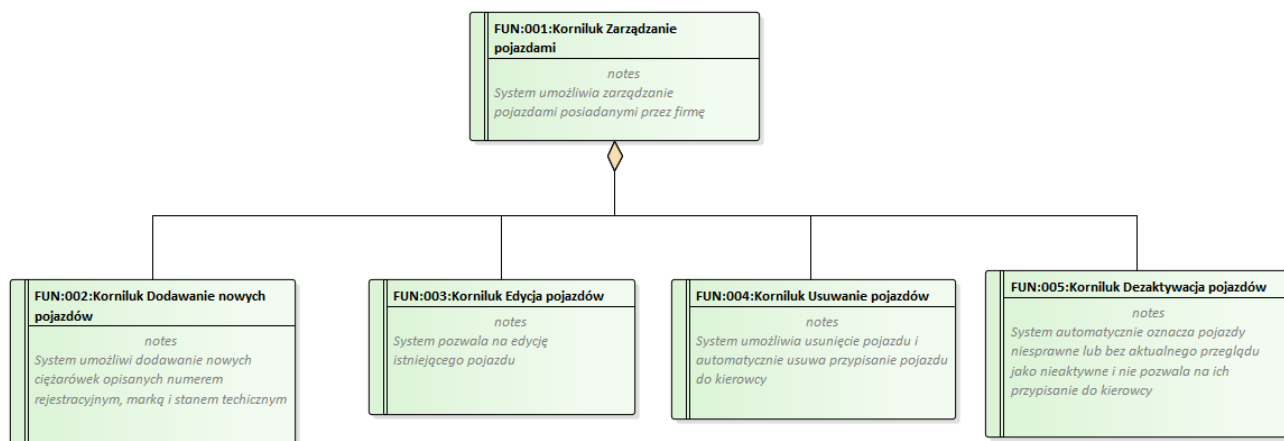 FUN:001:Korniluk Zarządzanie
pojazdami
notes
System umożliwia zarządzanie
pojazdami posiadanymi przez firmę
FUN:002:Korniluk Dodawanie nowych
pojazdów
notes
System umożliwi dodawanie nowych
ciężarówek opisanych numerem
rejestracyjnym, marką i stanem techicznym
FUN:003:Korniluk Edycja pojazdów
notes
System pozwala na edycję
istniejącego pojazdu
FUN:004:Korniluk Usuwanie pojazdów
notes
System umożliwia usunięcie pojazdu i
automatycznie usuwa przypisanie pojazdu
do kierowcy
FUN:005:Korniluk Dezaktywacja pojazdów
notes
System automatycznie oznacza pojazdy
niesprawne lub bez aktualnego przeglądu
jako nieaktywne i nie pozwala na ich
przypisanie do kierowcy